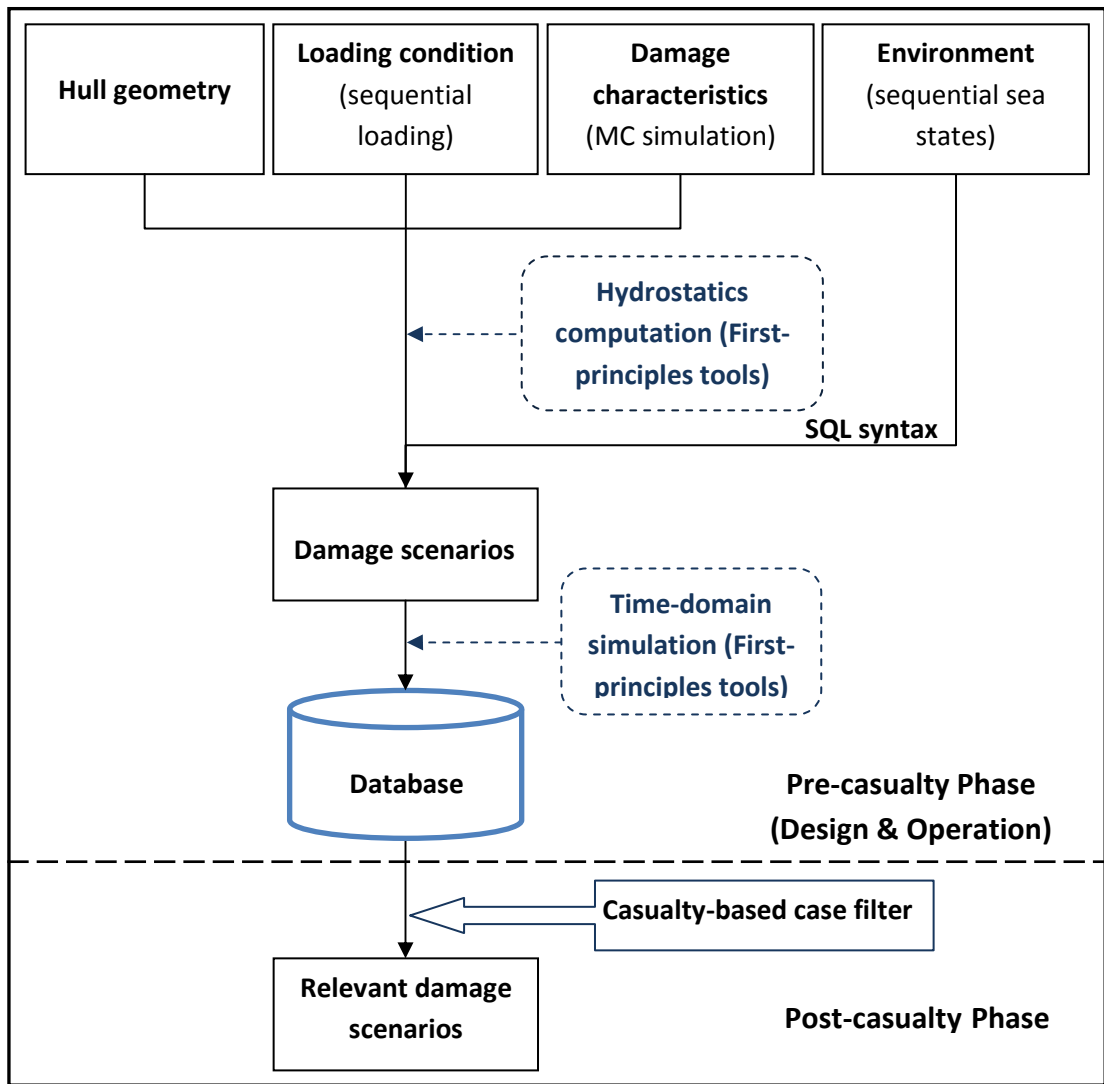 Hull geometry
Loading condition
(sequential
loading)
Damage
characteristics
(MC simulation)
Environment
(sequential sea
states)
Hydrostatics
computation (First-
principles tools)
SQL syntax
Damage scenarios
Time-domain
simulation (First-
principles tools)
Database
Pre-casualty Phase
(Design & Operation)
Casualty-based case filter
Relevant damage
scenarios
Post-casualty Phase